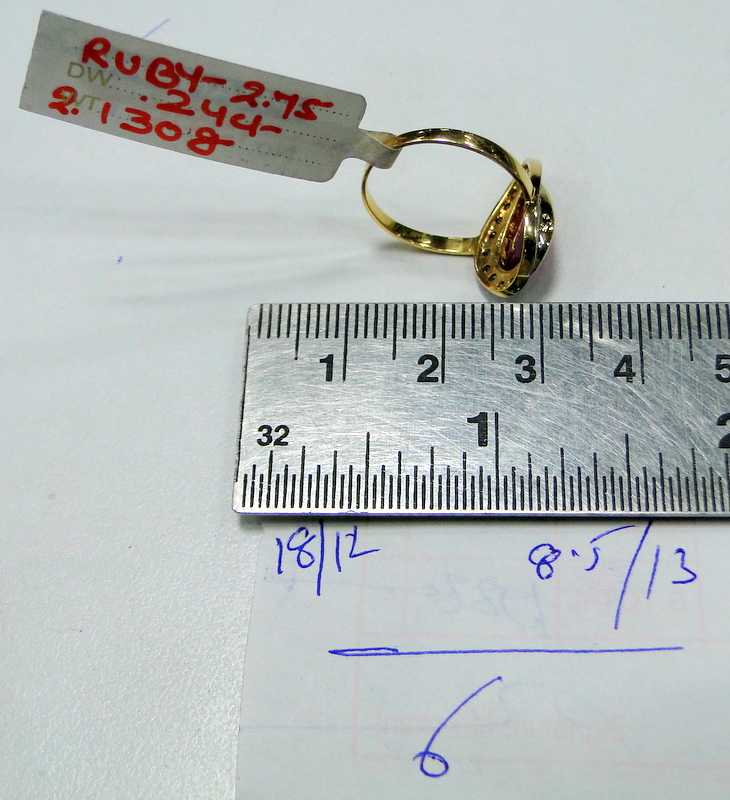 RUBY- 2.75
DW .244
WT 2.130g
1 2 3 4 5
32 1 2
18/12 8.5/13
6